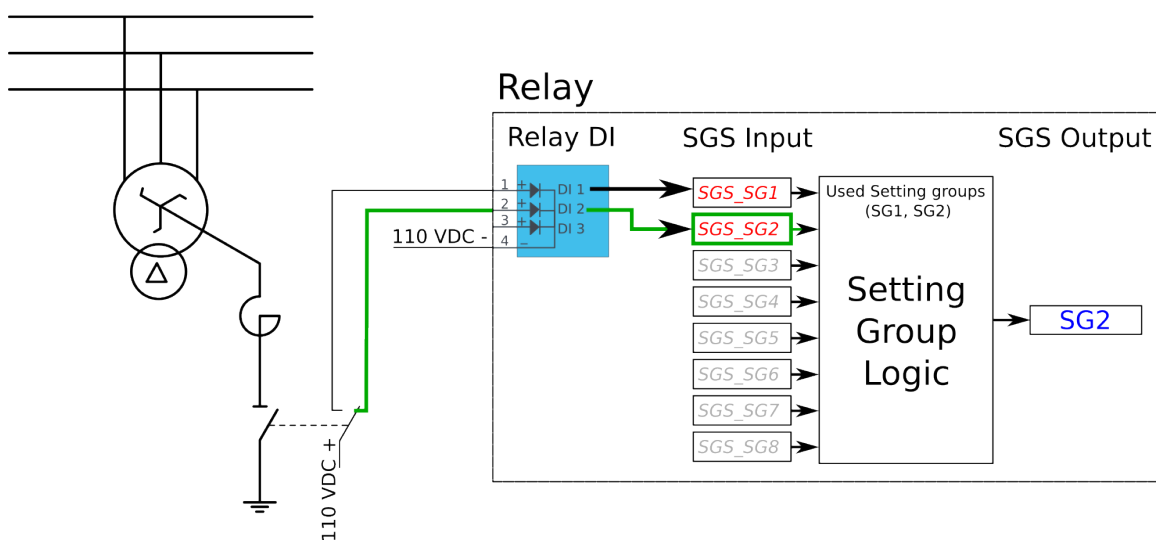 Relay
Relay DI
SGS Input
SGS Output
1 + DI 1
2 + DI 2
3 + DI 3
4 −
110 VDC -
110 VDC +
SGS_SG1
SGS_SG2
SGS_SG3
SGS_SG4
SGS_SG5
SGS_SG6
SGS_SG7
SGS_SG8
Used Setting groups
(SG1, SG2)
Setting
Group
Logic
SG2